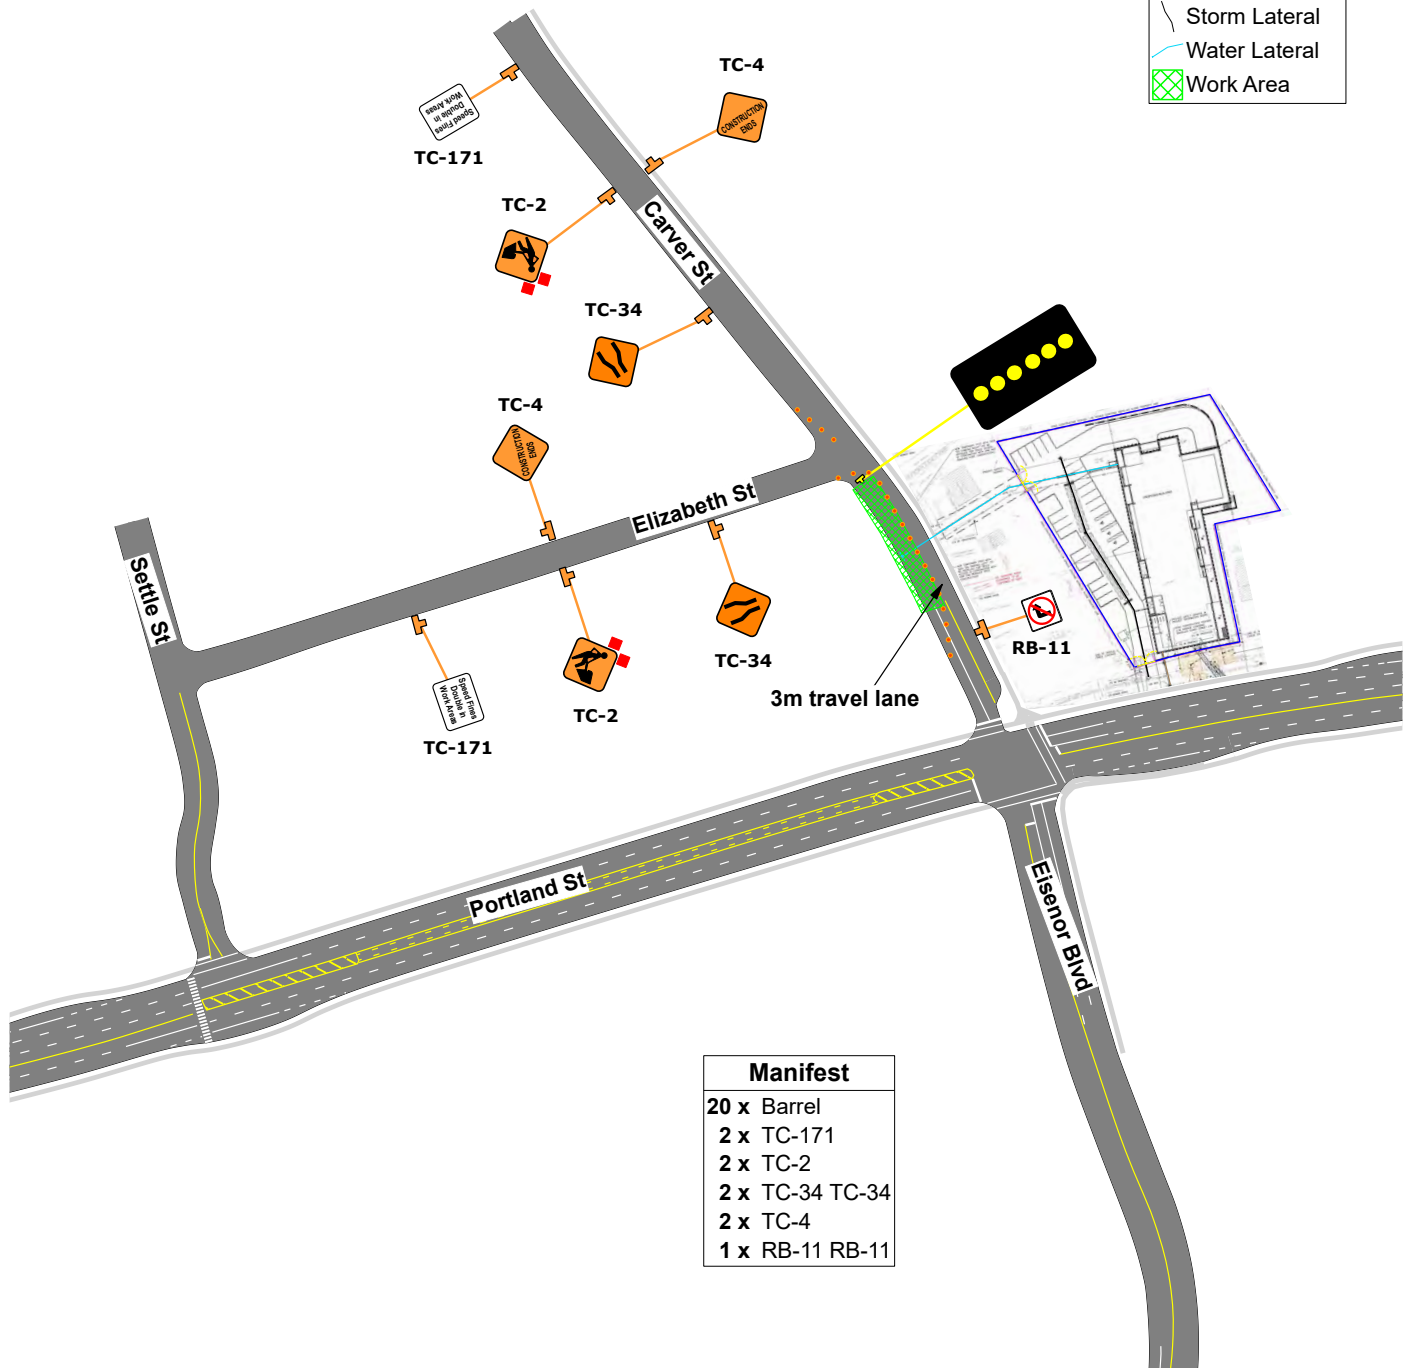 Storm Lateral
Water Lateral
Work Area
TC-4
CONSTRUCTION
ENDS
Speed Fines
Double in
Work Areas
TC-171
TC-2
Carver St
TC-34
TC-4
CONSTRUCTION
ENDS
Elizabeth St
Settle St
TC-34
RB-11
3m travel lane
Speed Fines
Double in
Work Areas
TC-2
TC-171
Portland St
Eisenor Blvd
Manifest
20 x Barrel
2 x TC-171
2 x TC-2
2 x TC-34 TC-34
2 x TC-4
1 x RB-11 RB-11